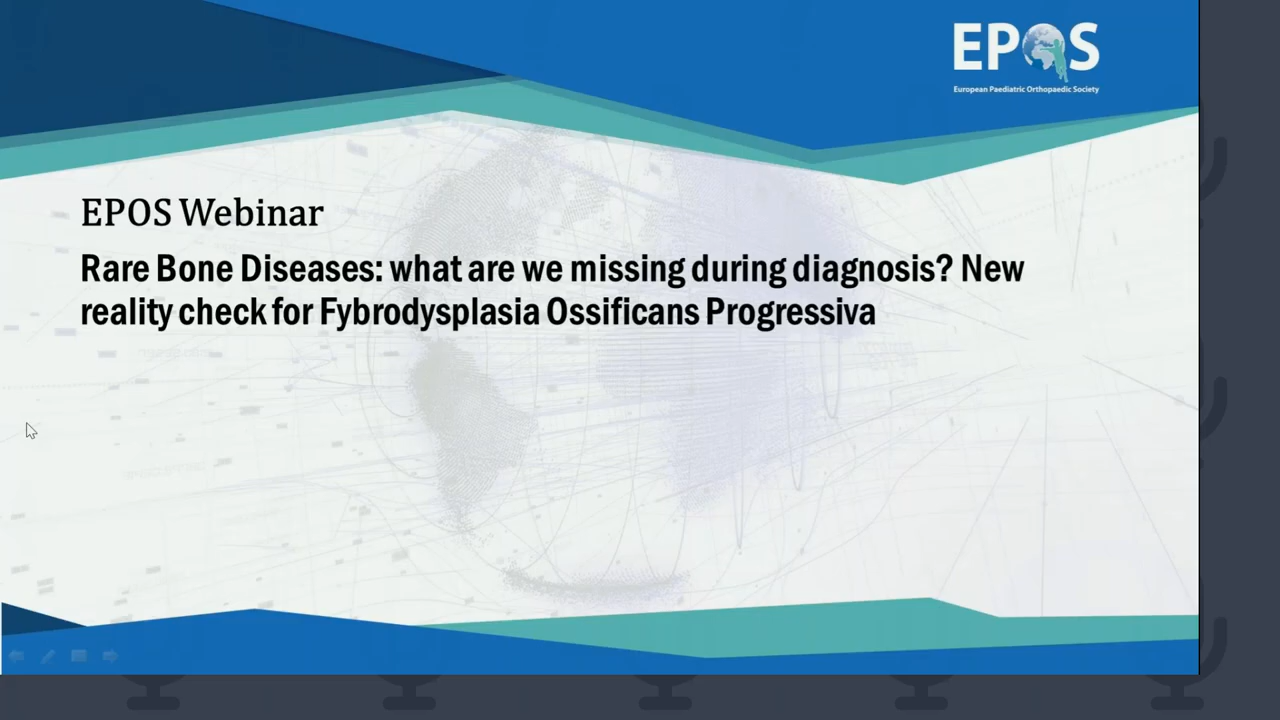 EPOS
European Paediatric Orthopaedic Society
EPOS Webinar
Rare Bone Diseases: what are we missing during diagnosis? New
reality check for Fybrodysplasia Ossificans Progressiva